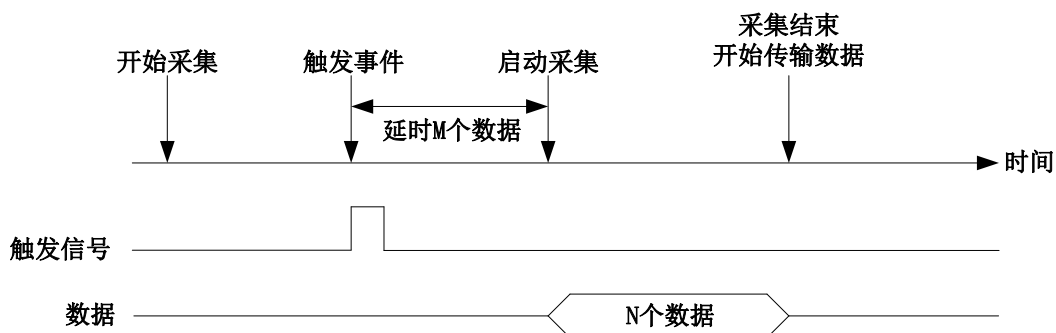 采集结束
开始传输数据
开始采集
触发事件
启动采集
延时M个数据
时间
触发信号
数据
N个数据